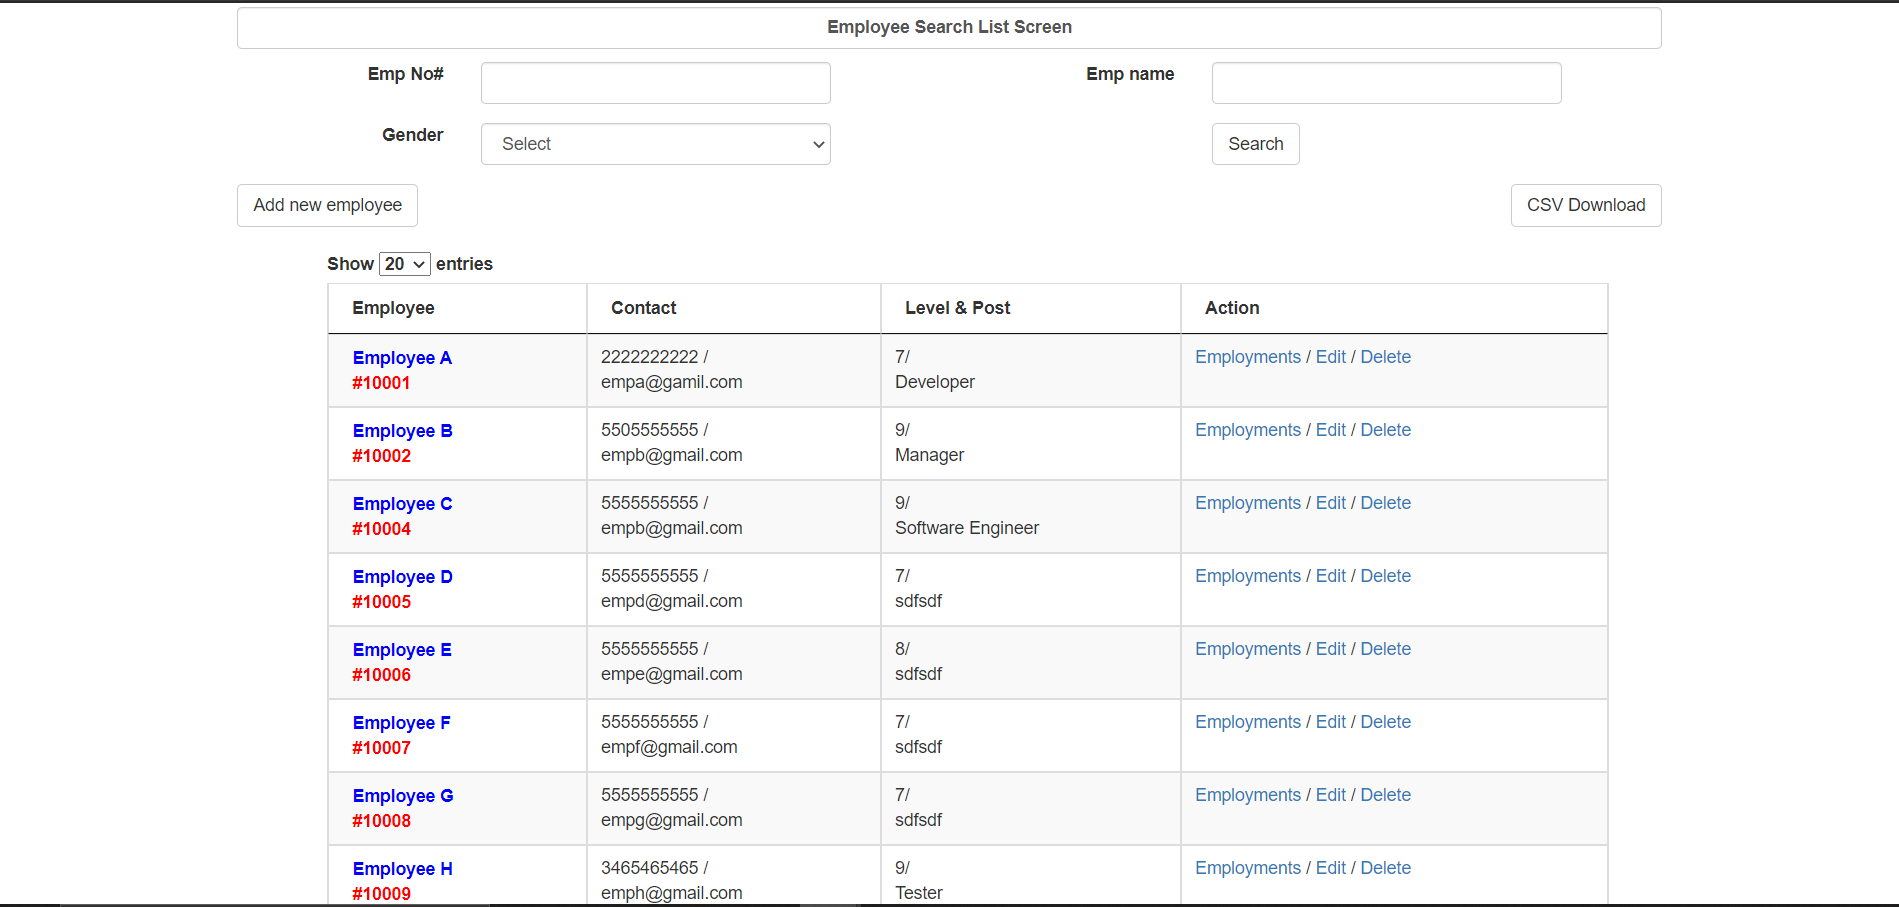 Employee Search List Screen
Emp No# Emp name
Gender Select Search
Add new employee CSV Download
Show 20 entries
Employee Contact Level & Post Action
Employee A 2222222222 / 7/ Employments / Edit / Delete
#10001 empa@gamil.com Developer
Employee B 5505555555 / 9/ Employments / Edit / Delete
#10002 empb@gmail.com Manager
Employee C 5555555555 / 9/ Employments / Edit / Delete
#10004 empb@gmail.com Software Engineer
Employee D 5555555555 / 7/ Employments / Edit / Delete
#10005 empd@gmail.com sdfsdf
Employee E 5555555555 / 8/ Employments / Edit / Delete
#10006 empe@gmail.com sdfsdf
Employee F 5555555555 / 7/ Employments / Edit / Delete
#10007 empf@gmail.com sdfsdf
Employee G 5555555555 / 7/ Employments / Edit / Delete
#10008 empg@gmail.com sdfsdf
Employee H 3465465465 / 9/ Employments / Edit / Delete
#10009 emph@gmail.com Tester